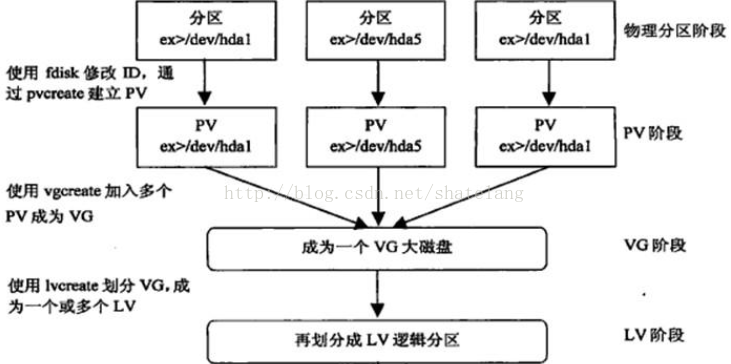 分区 分区 分区 物理分区阶段
ex>/dev/hda1 ex>/dev/hda5 ex>/dev/hda1
使用 fdisk 修改 ID，通
过 pvcreate 建立 PV
PV PV PV PV 阶段
ex>/dev/hda1 ex>/dev/hda5 ex>/dev/hda1
使用 vgcreate 加入多个
PV 成为 VG
http://blog.csdn.net/shatelang
成为一个 VG 大磁盘 VG 阶段
使用 lvcreate 划分 VG，成
为一个或多个 LV
再划分成 LV 逻辑分区 LV 阶段